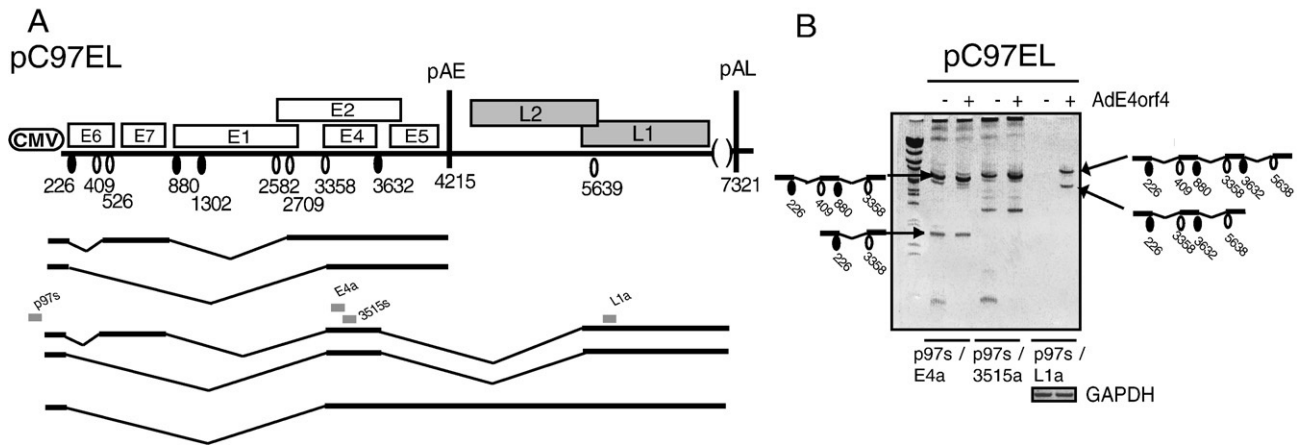 A
pC97EL
pAE
pAL
E2
L2
E6
E7
E1
E4
E5
L1
CMV
( )
226
409
526
880
1302
2582
2709
3358
3632
4215
5639
7321
p97s
E4a
3515s
L1a
B
pC97EL
- + - + - + AdE4orf4
226
409
880
3358
226
3358
226
409
880
3358
3632
5638
226
3358
3632
5638
p97s / p97s / p97s /
E4a 3515a L1a
GAPDH